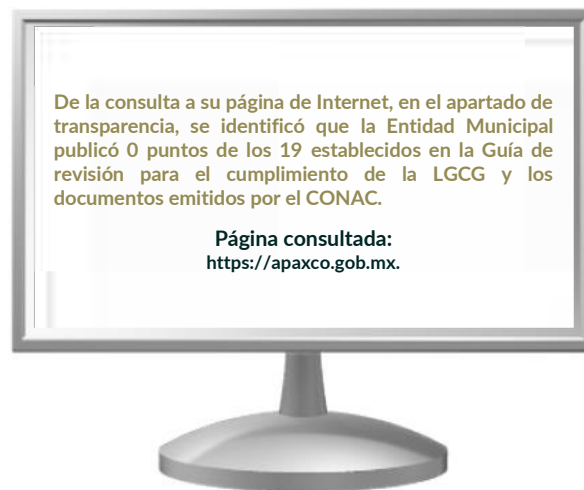 De la consulta a su página de Internet, en el apartado de
transparencia, se identificó que la Entidad Municipal
publicó 0 puntos de los 19 establecidos en la Guía de
revisión para el cumplimiento de la LGCG y los
documentos emitidos por el CONAC.
Página consultada:
https://apaxco.gob.mx.